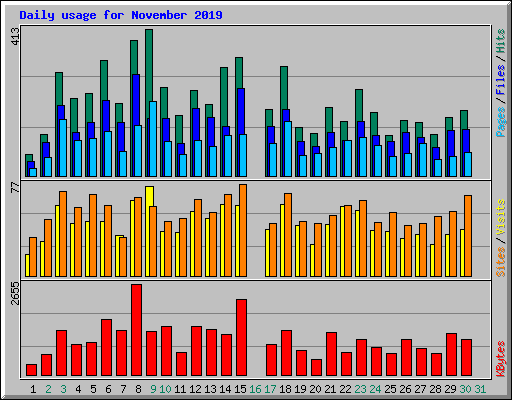 Daily usage for November 2019
413
Pages / Files / Hits
77
Sites / Visits
2655
KBytes
1 2 3 4 5 6 7 8 9 10 11 12 13 14 15 16 17 18 19 20 21 22 23 24 25 26 27 28 29 30 31